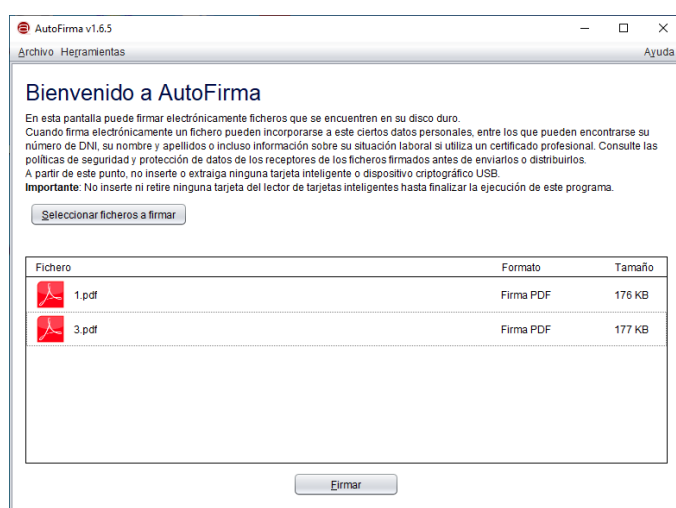 AutoFirma v1.6.5
Archivo Herramientas Ayuda
Bienvenido a AutoFirma
En esta pantalla puede firmar electrónicamente ficheros que se encuentren en su disco duro.
Cuando firma electrónicamente un fichero pueden incorporarse a este ciertos datos personales, entre los que pueden encontrarse su
número de DNI, su nombre y apellidos o incluso información sobre su situación laboral si utiliza un certificado profesional. Consulte las
políticas de seguridad y protección de datos de los receptores de los ficheros firmados antes de enviarlos o distribuirlos.
A partir de este punto, no inserte o extraiga ninguna tarjeta inteligente o dispositivo criptográfico USB.
Importante: No inserte ni retire ninguna tarjeta del lector de tarjetas inteligentes hasta finalizar la ejecución de este programa.
Seleccionar ficheros a firmar
Fichero Formato Tamaño
1.pdf Firma PDF 176 KB
3.pdf Firma PDF 177 KB
Firmar